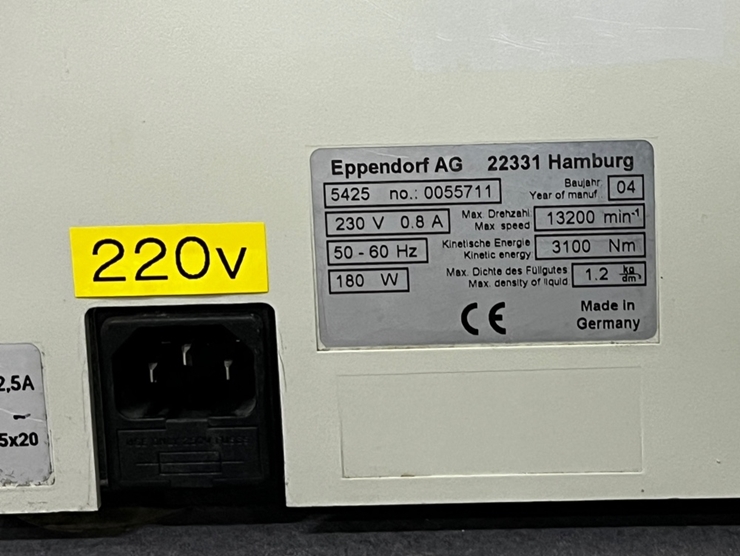 Eppendorf AG 22331 Hamburg
5425 no.: 0055711 Baujahr Year of manuf. 04
230 V 0.8 A Max. Drehzahl Max speed 13200 min⁻¹
50 - 60 Hz Kinetische Energie Kinetic energy 3100 Nm
180 W Max. Dichte des Füllgutes Max. density of liquid 1.2 kg/dm³
CE Made in Germany
220v
2,5A
~
5x20